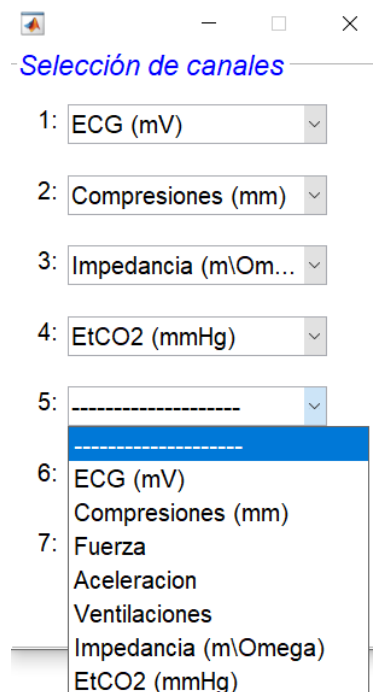 Selección de canales
1: ECG (mV)
2: Compresiones (mm)
3: Impedancia (m\Om...
4: EtCO2 (mmHg)
5: --------------------
--------------------
6:
ECG (mV)
Compresiones (mm)
7:
Fuerza
Aceleracion
Ventilaciones
Impedancia (m\Omega)
EtCO2 (mmHg)